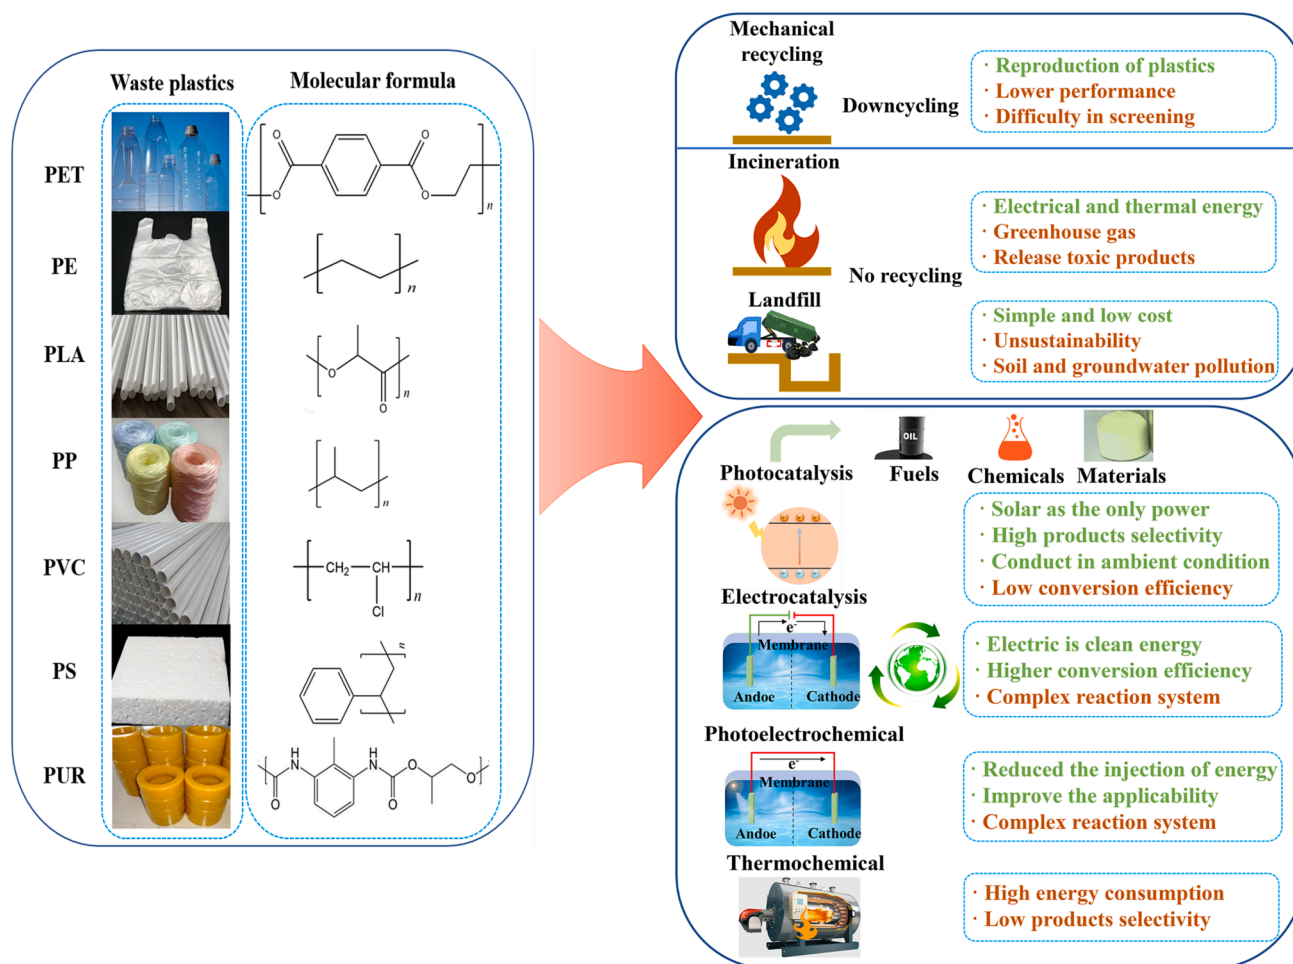 Waste plastics
Molecular formula
PET
O
O
O
O
n
PE
n
PLA
O
O
n
PP
n
PVC
CH₂
CH
Cl
n
PS
n
PUR
H
N
O
H
N
O
O
O
Mechanical
recycling
Downcycling
· Reproduction of plastics
· Lower performance
· Difficulty in screening
Incineration
· Electrical and thermal energy
· Greenhouse gas
· Release toxic products
No recycling
Landfill
· Simple and low cost
· Unsustainability
· Soil and groundwater pollution
OIL
Photocatalysis
Fuels
Chemicals
Materials
· Solar as the only power
· High products selectivity
· Conduct in ambient condition
· Low conversion efficiency
Electrocatalysis
e⁻
Membrane
Andoe
Cathode
· Electric is clean energy
· Higher conversion efficiency
· Complex reaction system
Photoelectrochemical
e⁻
Membrane
Andoe
Cathode
· Reduced the injection of energy
· Improve the applicability
· Complex reaction system
Thermochemical
· High energy consumption
· Low products selectivity